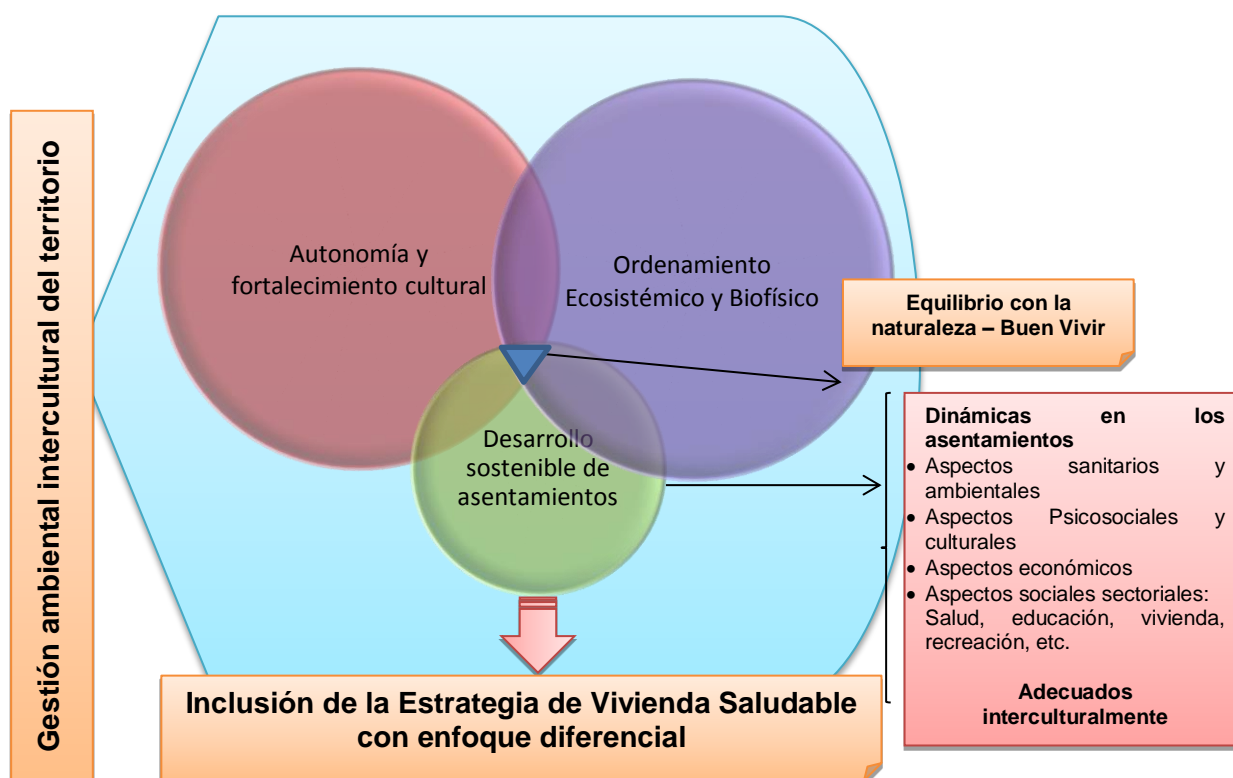 Gestión ambiental intercultural del territorio
Autonomía y
fortalecimiento cultural
Ordenamiento
Ecosistémico y Biofísico
Equilibrio con la
naturaleza – Buen Vivir
Desarrollo
sostenible de
asentamientos
Dinámicas en los
asentamientos
• Aspectos sanitarios y
ambientales
• Aspectos Psicosociales y
culturales
• Aspectos económicos
• Aspectos sociales sectoriales:
Salud, educación, vivienda,
recreación, etc.
Adecuados
interculturalmente
Inclusión de la Estrategia de Vivienda Saludable
con enfoque diferencial